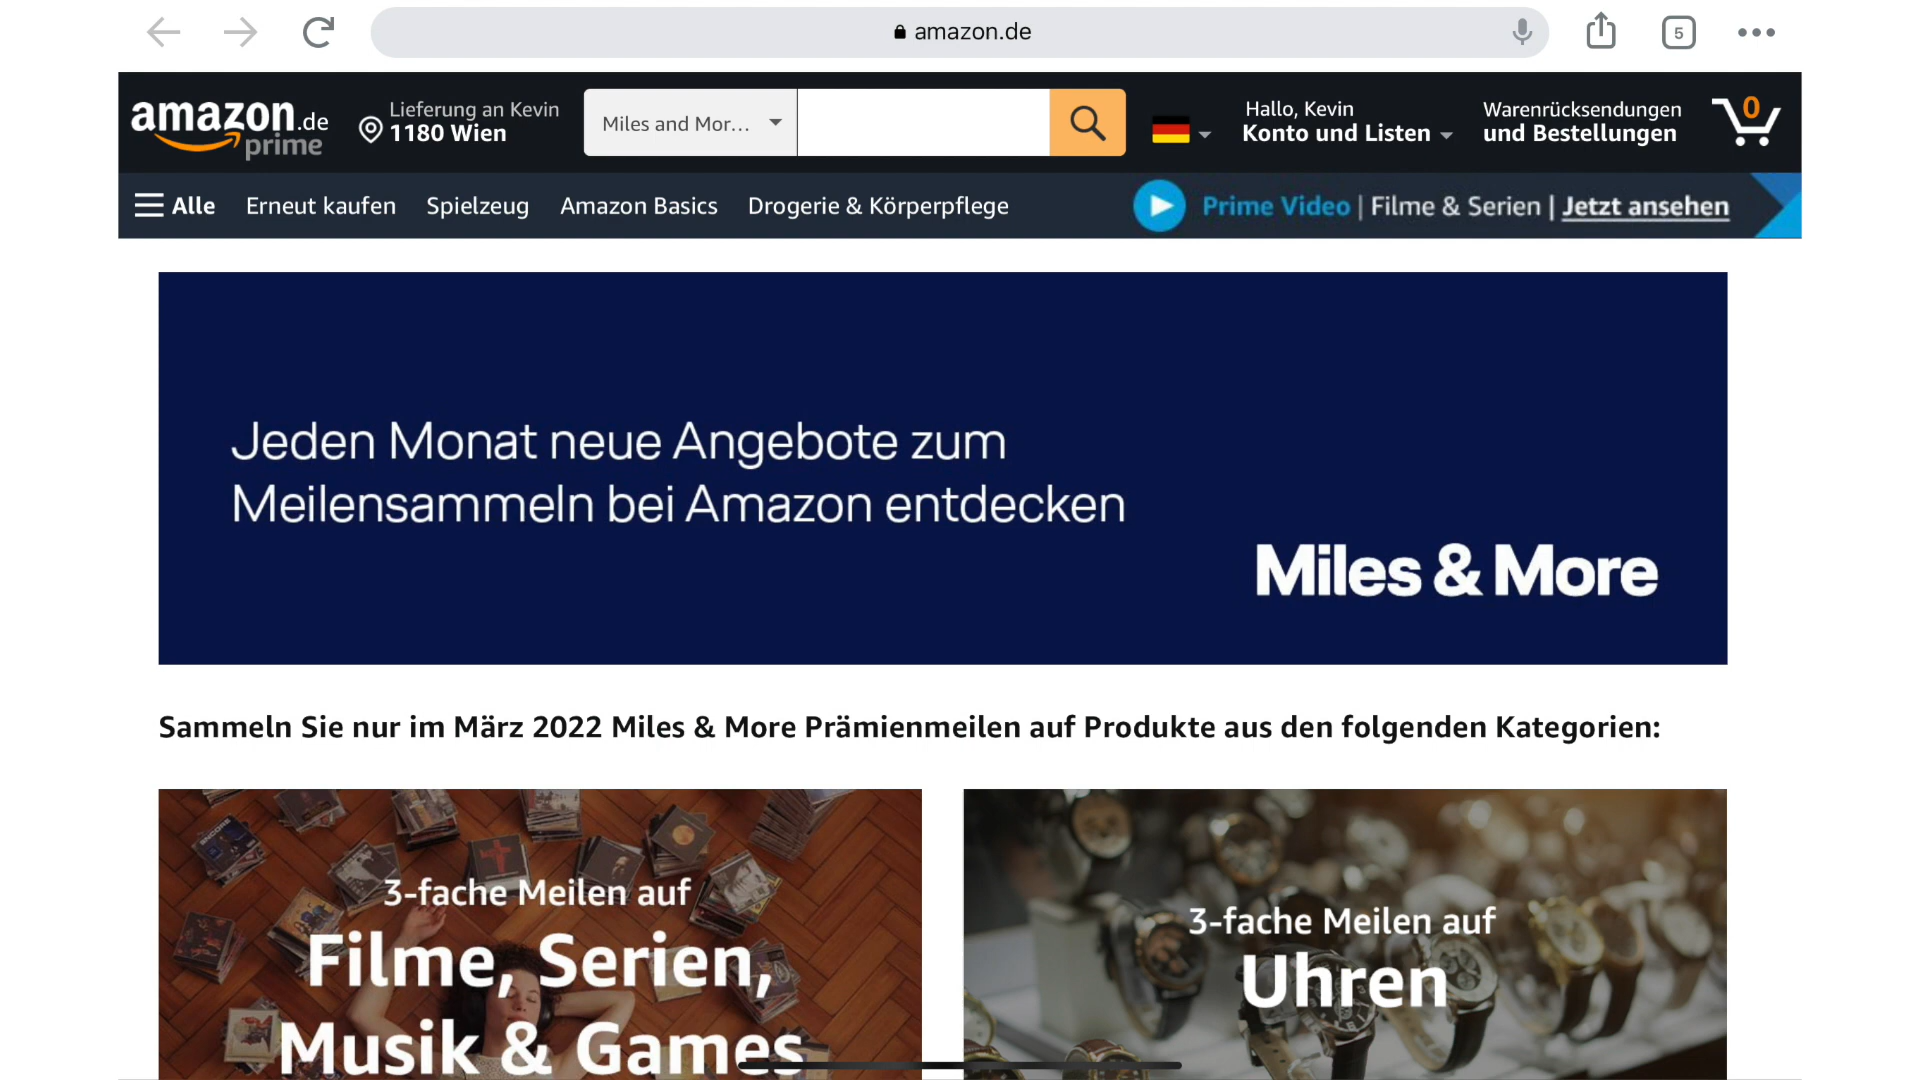 amazon.de
5
amazon.de
prime
Lieferung an Kevin
1180 Wien
Miles and Mor...
Hallo, Kevin
Konto und Listen
Warenrücksendungen
und Bestellungen
0
Alle
Erneut kaufen
Spielzeug
Amazon Basics
Drogerie & Körperpflege
Prime Video | Filme & Serien | Jetzt ansehen
Jeden Monat neue Angebote zum
Meilensammeln bei Amazon entdecken
Miles & More
Sammeln Sie nur im März 2022 Miles & More Prämienmeilen auf Produkte aus den folgenden Kategorien:
3-fache Meilen auf
Filme, Serien,
Musik & Games
3-fache Meilen auf
Uhren